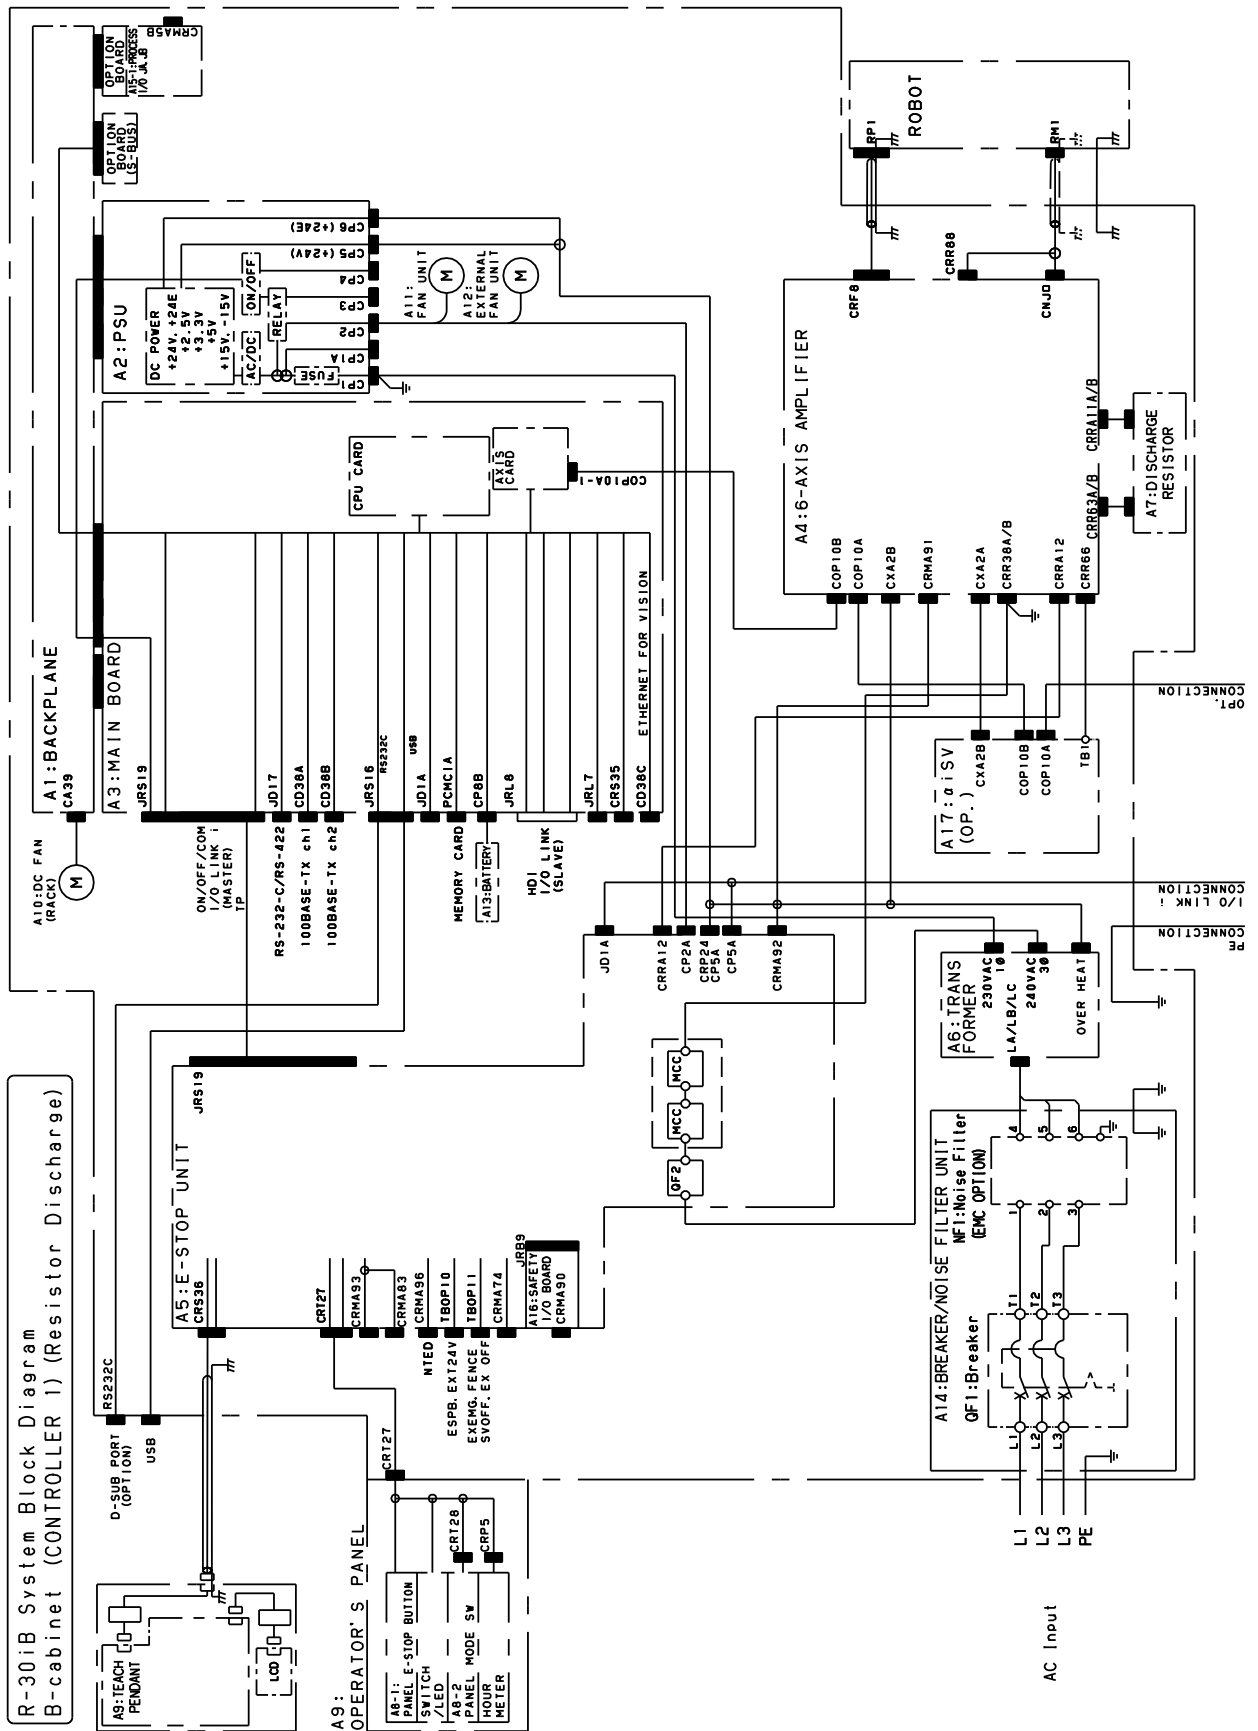 R-30iB System Block Diagram
B-cabinet (CONTROLLER 1) (Resistor Discharge)
A9:TEACH
PENDANT
LCD
A9:
OPERATOR'S PANEL
A8-1:
PANEL E-STOP BUTTON
SWITCH
/LED
A8-2
PANEL MODE SW
HOUR
METER
CRT28
CRP5
CRT27
D-SUB PORT
(OPTION)
RS232C
USB
A5:E-STOP UNIT
JRS19
CRS36
CRT27
CRMA93
CRMA83
CRMA96
NTED
TBOP10
ESPB, EXT24V
TBOP11
EXEMG, FENCE
SVOFF, EX OFF
CRMA74
A16:SAFETY
I/O BOARD
JRB9
CRMA90
QF2
MCC
MCC
JD1A
CRRA12
CP2A
CRP24
CP5A
CP5A
CRMA92
A10:DC FAN
(RACK)
M
A1:BACKPLANE
CA39
A3:MAIN BOARD
JRS19
ON/OFF/COM
I/O LINK i
(MASTER)
TP
JD17
RS-232-C/RS-422
CD38A
100BASE-TX ch1
CD38B
100BASE-TX ch2
JRS16
RS232C
USB
JD1A
PCMCIA
MEMORY CARD
CP8B
A13:BATTERY
JRL8
HDI
I/O LINK
(SLAVE)
JRL7
CRS35
CD38C
ETHERNET FOR VISION
CPU CARD
AXIS
CARD
COP10A-1
A2:PSU
DC POWER
+24V, +24E
+2.5V
+3.3V
+5V
+15V, -15V
AC/DC
ON/OFF
RELAY
FUSE
CP1
CP1A
CP2
CP3
CP4
CP5 (+24V)
CP6 (+24E)
A11:
FAN UNIT
M
A12:
EXTERNAL
FAN UNIT
M
OPTION
BOARD
(S-BUS)
OPTION
BOARD
A15-1:PROCESS
I/O JA, JB
CRMA5B
ROBOT
RP1
RM1
A4:6-AXIS AMPLIFIER
CRF8
CRR88
CNJ0
COP10B
COP10A
CXA2B
CRMA91
CXA2A
CRR38A/B
CRRA12
CRR66
CRR63A/B
CRRA11A/B
A7:DISCHARGE
RESISTOR
A17:αiSV
(OP.)
CXA2B
COP10B
COP10A
TB1
OPT.
CONNECTION
I/O LINK i
CONNECTION
PE
CONNECTION
A6:TRANS
FORMER
LA/LB/LC
230VAC
10
240VAC
30
OVER HEAT
A14:BREAKER/NOISE FILTER UNIT
NF1:Noise Filter
(EMC OPTION)
1
2
3
4
5
6
QF1:Breaker
L1
L2
L3
T1
T2
T3
L1
L2
L3
PE
AC Input